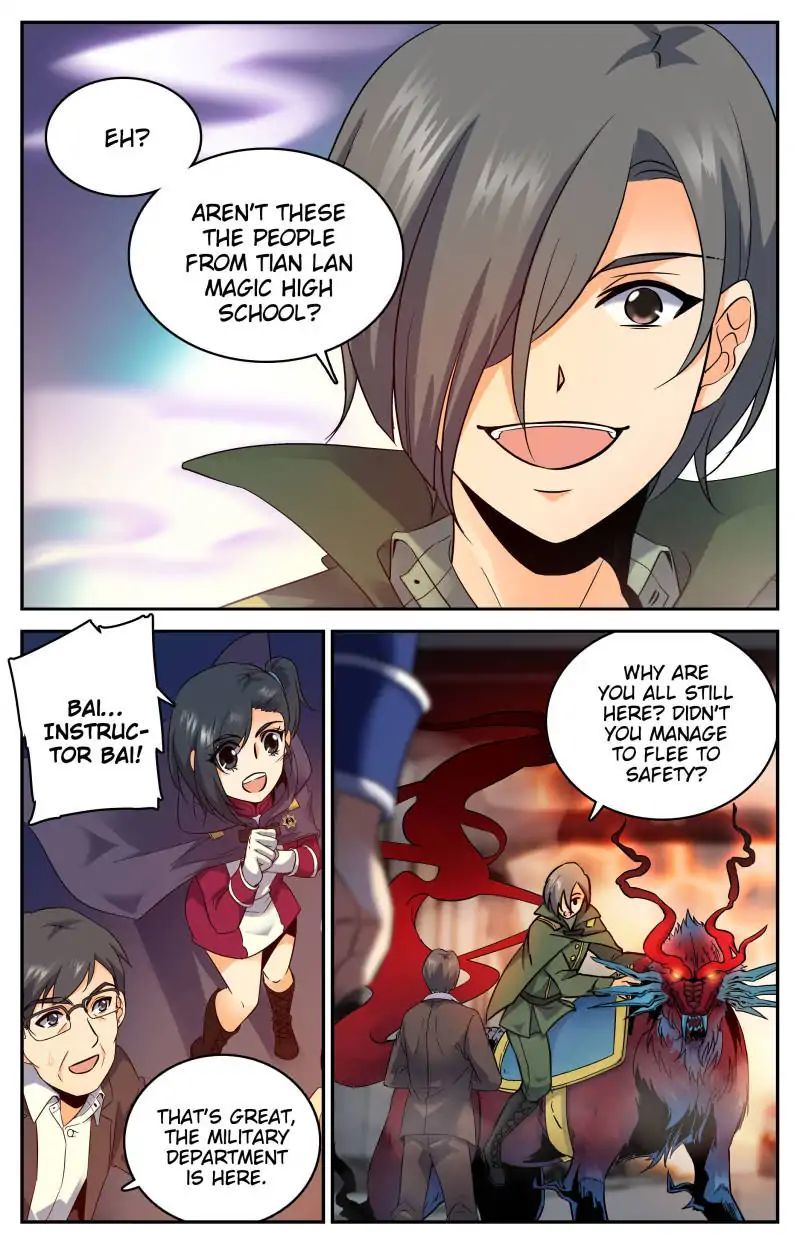 EH?
AREN'T THESE
THE PEOPLE
FROM TIAN LAN
MAGIC HIGH
SCHOOL?
BAI...
INSTRUC-
TOR BAI!
THAT'S GREAT,
THE MILITARY
DEPARTMENT
IS HERE.
WHY ARE
YOU ALL STILL
HERE? DIDN'T
YOU MANAGE
TO FLEE TO
SAFETY?